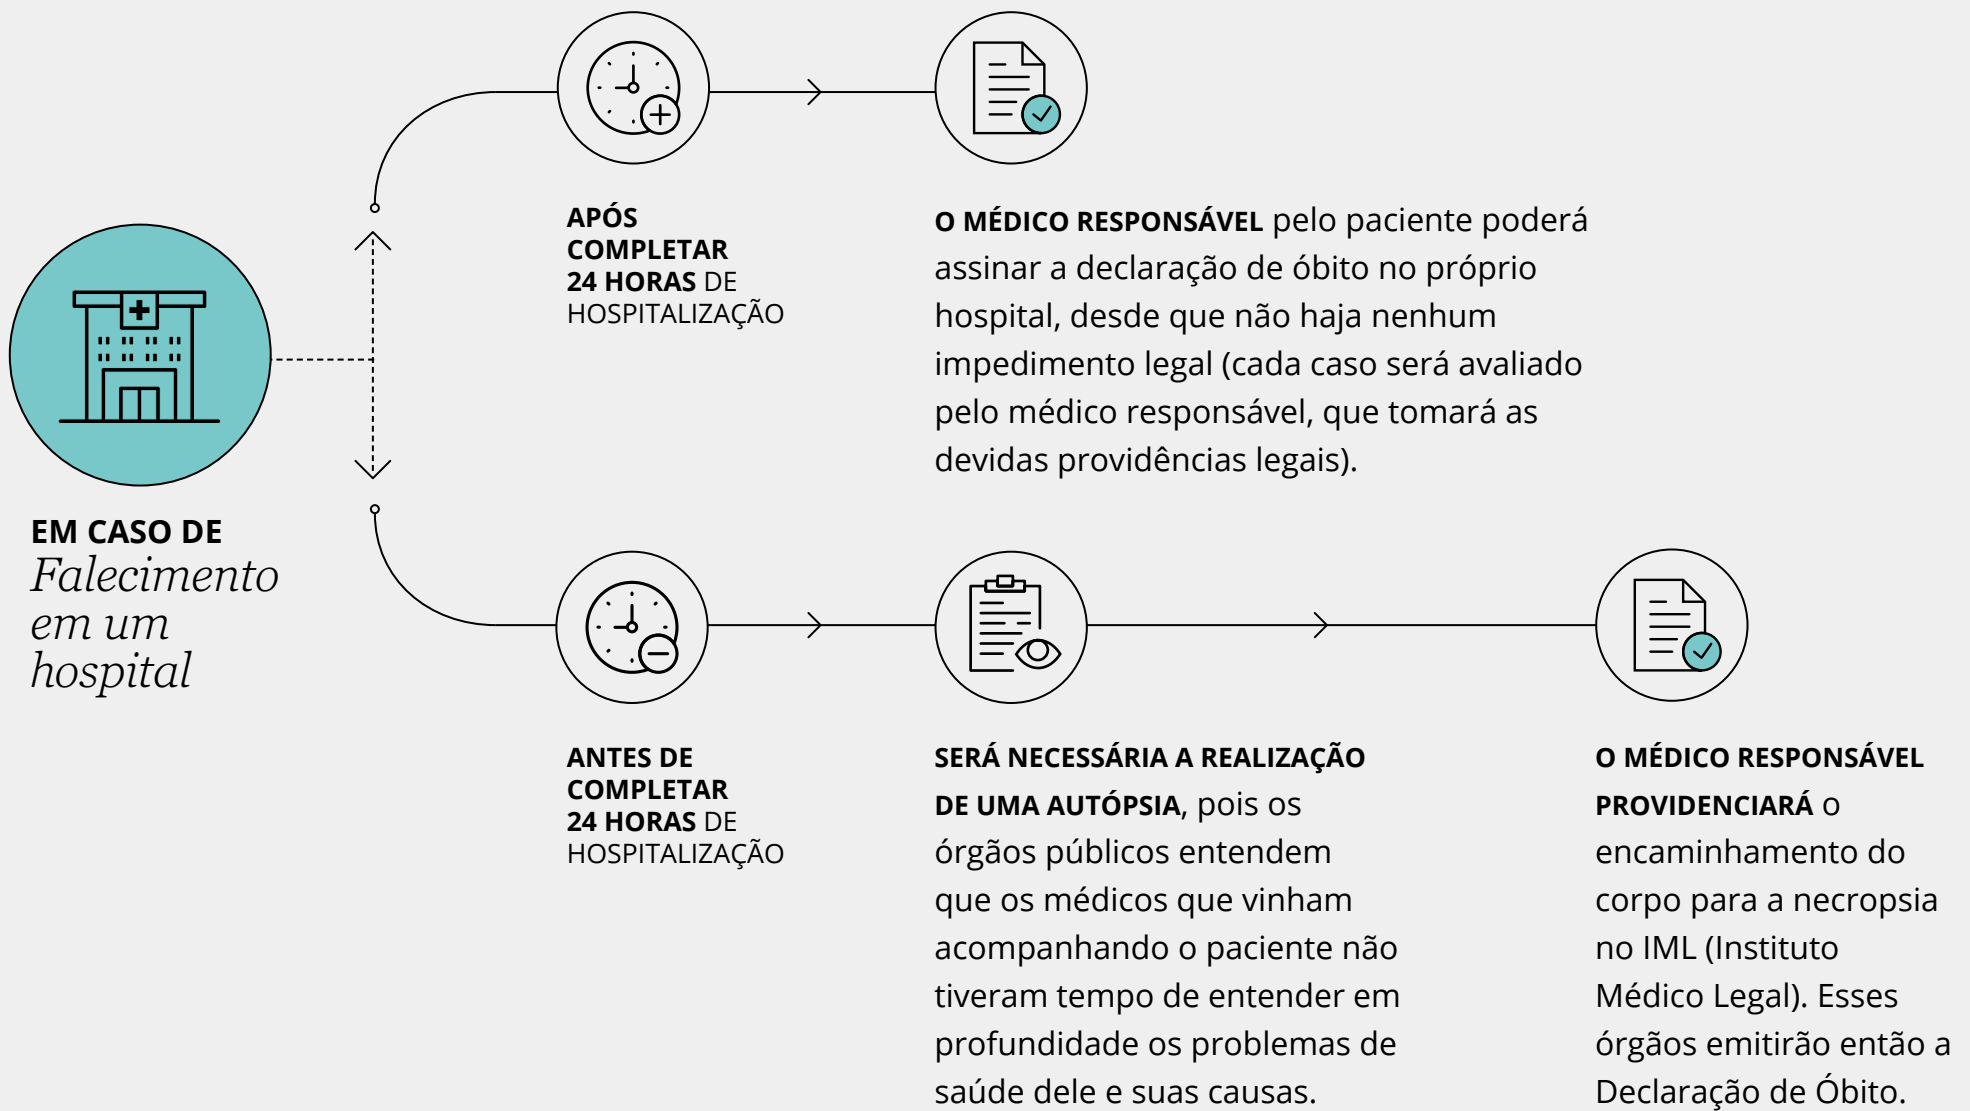 EM CASO DE
Falecimento
em um
hospital
APÓS
COMPLETAR
24 HORAS DE
HOSPITALIZAÇÃO
O MÉDICO RESPONSÁVEL pelo paciente poderá
assinar a declaração de óbito no próprio
hospital, desde que não haja nenhum
impedimento legal (cada caso será avaliado
pelo médico responsável, que tomará as
devidas providências legais).
ANTES DE
COMPLETAR
24 HORAS DE
HOSPITALIZAÇÃO
SERÁ NECESSÁRIA A REALIZAÇÃO
DE UMA AUTÓPSIA, pois os
órgãos públicos entendem
que os médicos que vinham
acompanhando o paciente não
tiveram tempo de entender em
profundidade os problemas de
saúde dele e suas causas.
O MÉDICO RESPONSÁVEL
PROVIDENCIARÁ o
encaminhamento do
corpo para a necropsia
no IML (Instituto
Médico Legal). Esses
órgãos emitirão então a
Declaração de Óbito.